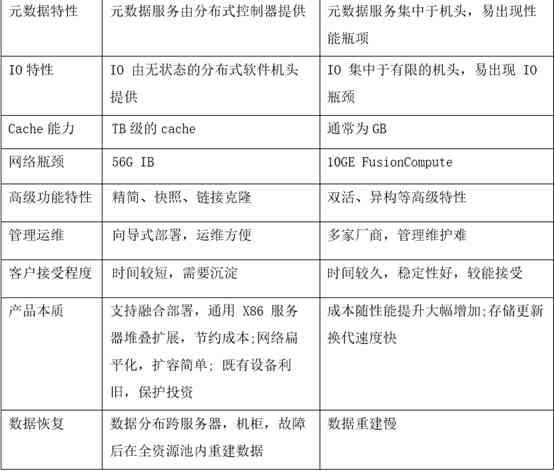 元数据特性
元数据服务由分布式控制器提供
元数据服务集中于机头，易出现性
能瓶项
IO 特性
IO 由无状态的分布式软件机头
提供
IO 集中于有限的机头，易出现 IO
瓶颈
Cache 能力
TB 级的 cache
通常为 GB
网络瓶颈
56G IB
10GE FusionCompute
高级功能特性
精简、快照、链接克隆
双活、异构等高级特性
管理运维
向导式部署，运维方便
多家厂商，管理维护难
客户接受程度
时间较短，需要沉淀
时间较久，稳定性好，较能接受
产品本质
支持融合部署，通用 X86 服务
器堆叠扩展，节约成本;网络扁
平化，扩容简单; 既有设备利
旧，保护投资
成本随性能提升大幅增加;存储更新
换代速度快
数据恢复
数据分布跨服务器，机柜，故障
后在全资源池内重建数据
数据重建慢